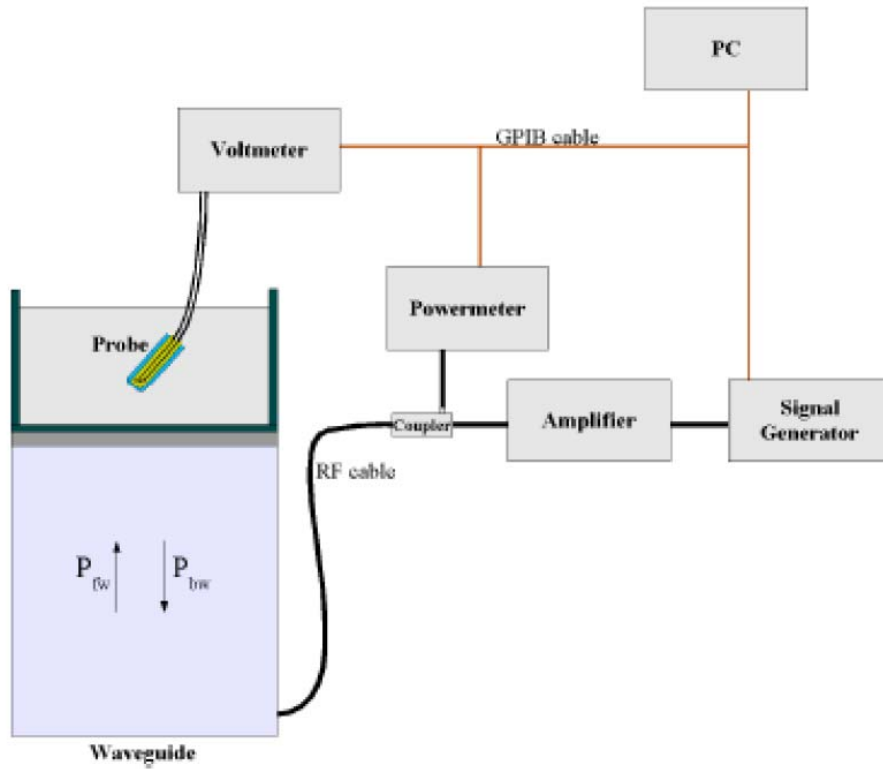 PC
Voltmeter
GPIB cable
Powermeter
Probe
Coupler
Amplifier
Signal
Generator
RF cable
P fw
P bw
Waveguide